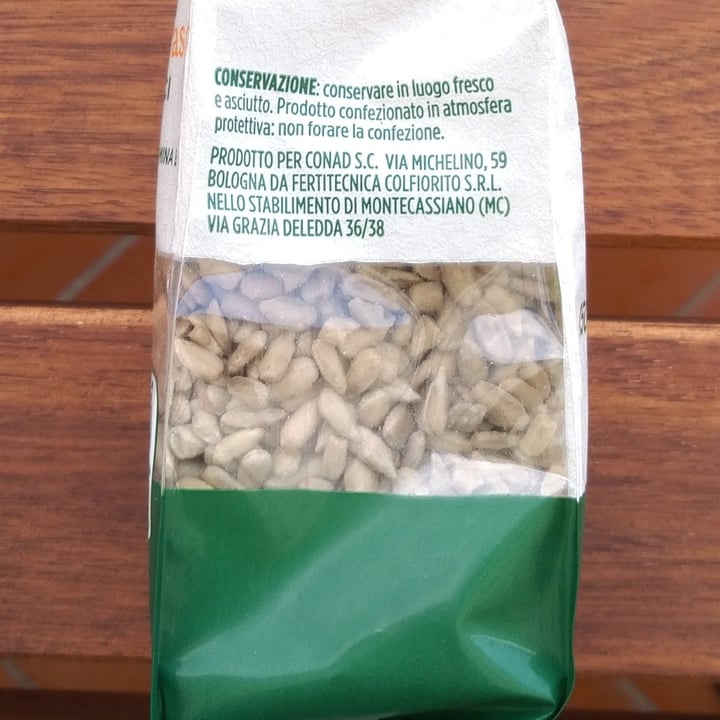 CONSERVAZIONE: conservare in luogo fresco
e asciutto. Prodotto confezionato in atmosfera
protettiva: non forare la confezione.
PRODOTTO PER CONAD S.C. VIA MICHELINO, 59
BOLOGNA DA FERTITECNICA COLFIORITO S.R.L.
NELLO STABILIMENTO DI MONTECASSIANO (MC)
VIA GRAZIA DELEDDA 36/38